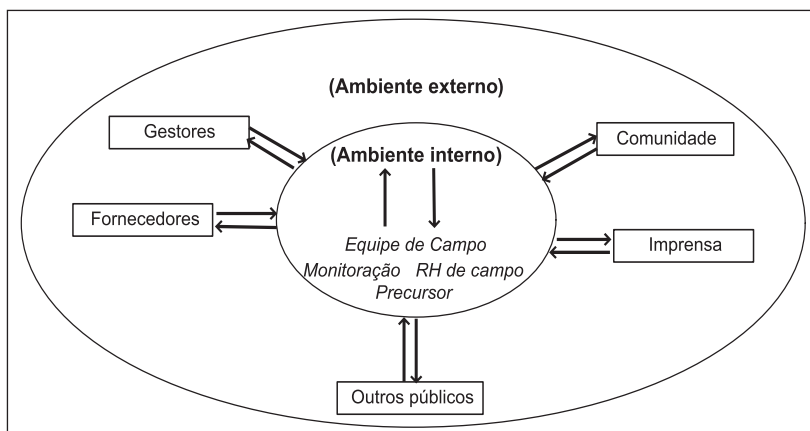 (Ambiente externo)
Gestores
Comunidade
(Ambiente interno)
Fornecedores
Equipe de Campo
Imprensa
Monitoração RH de campo
Precursor
Outros públicos